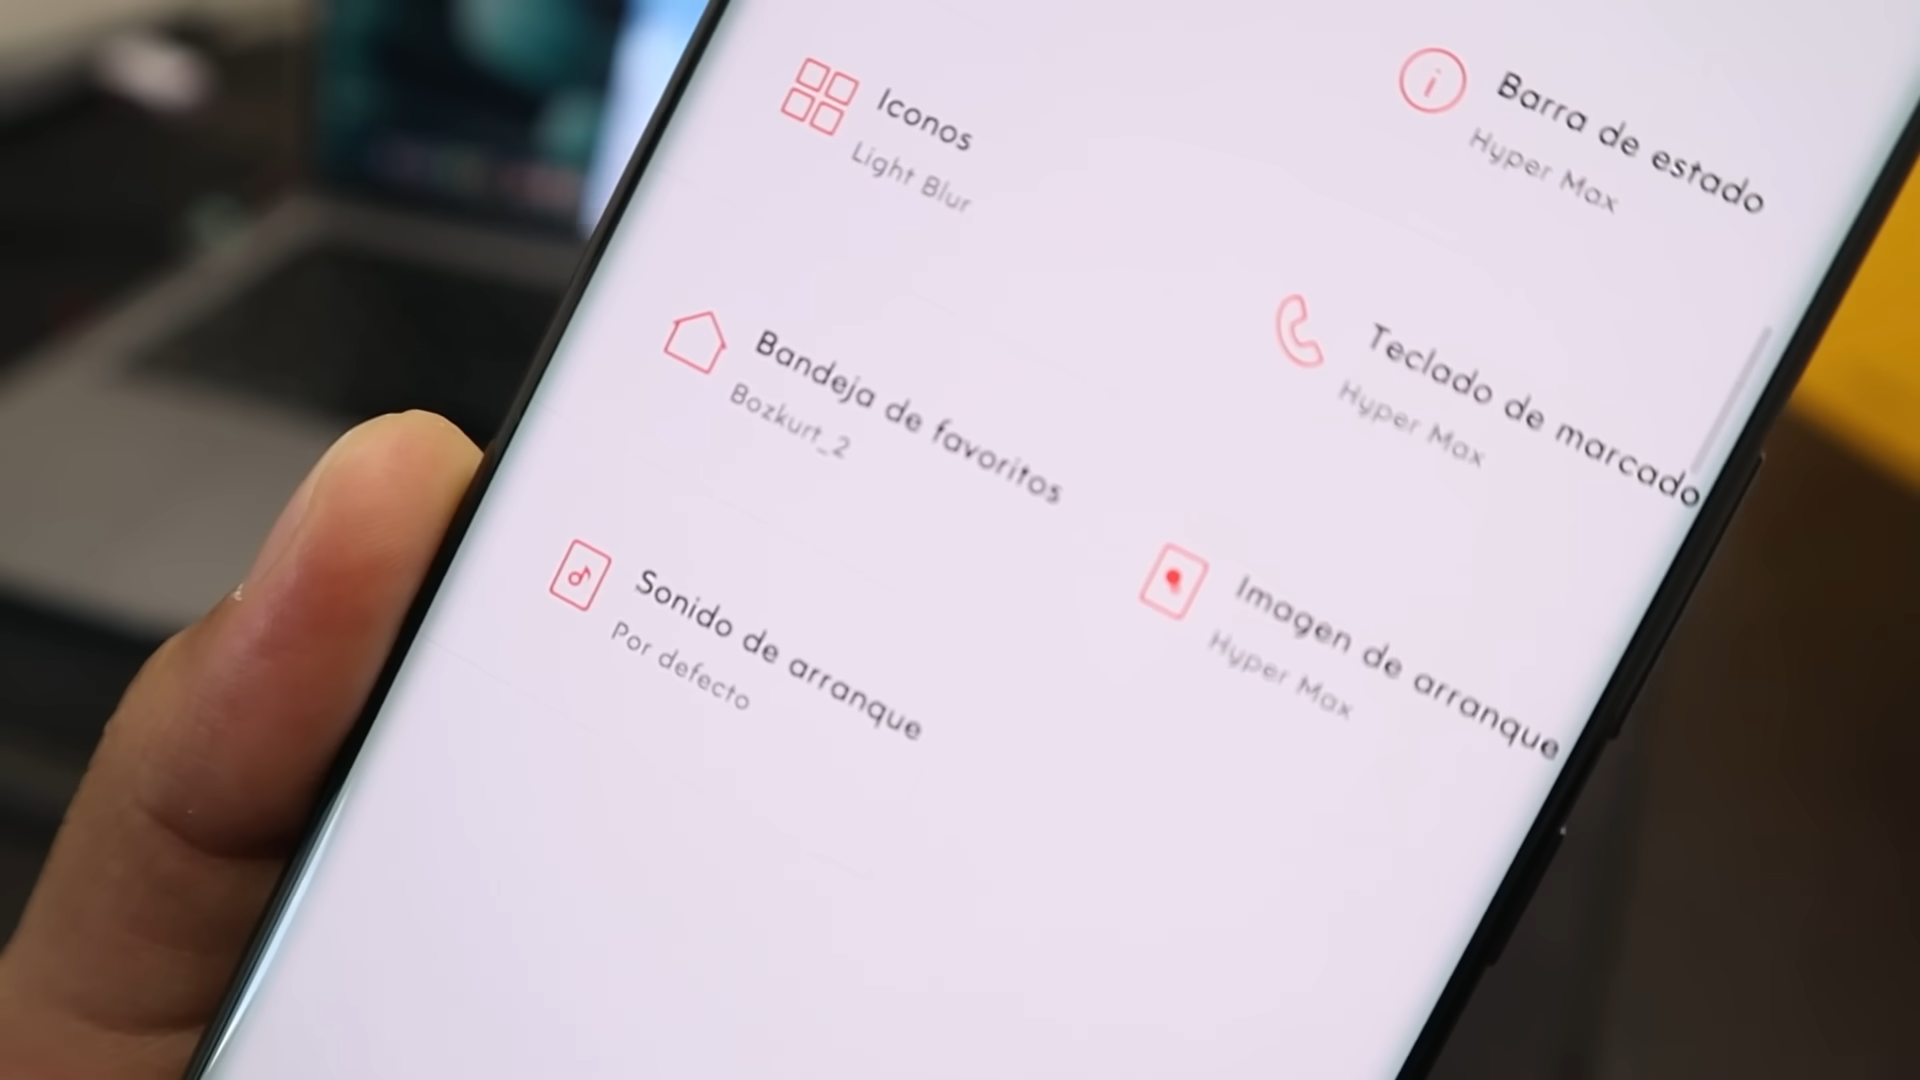 Iconos
Light Blur
Barra de estado
Hyper Max
Bandeja de favoritos
Bozkurt_2
Teclado de marcado
Hyper Max
Sonido de arranque
Por defecto
Imagen de arranque
Hyper Max